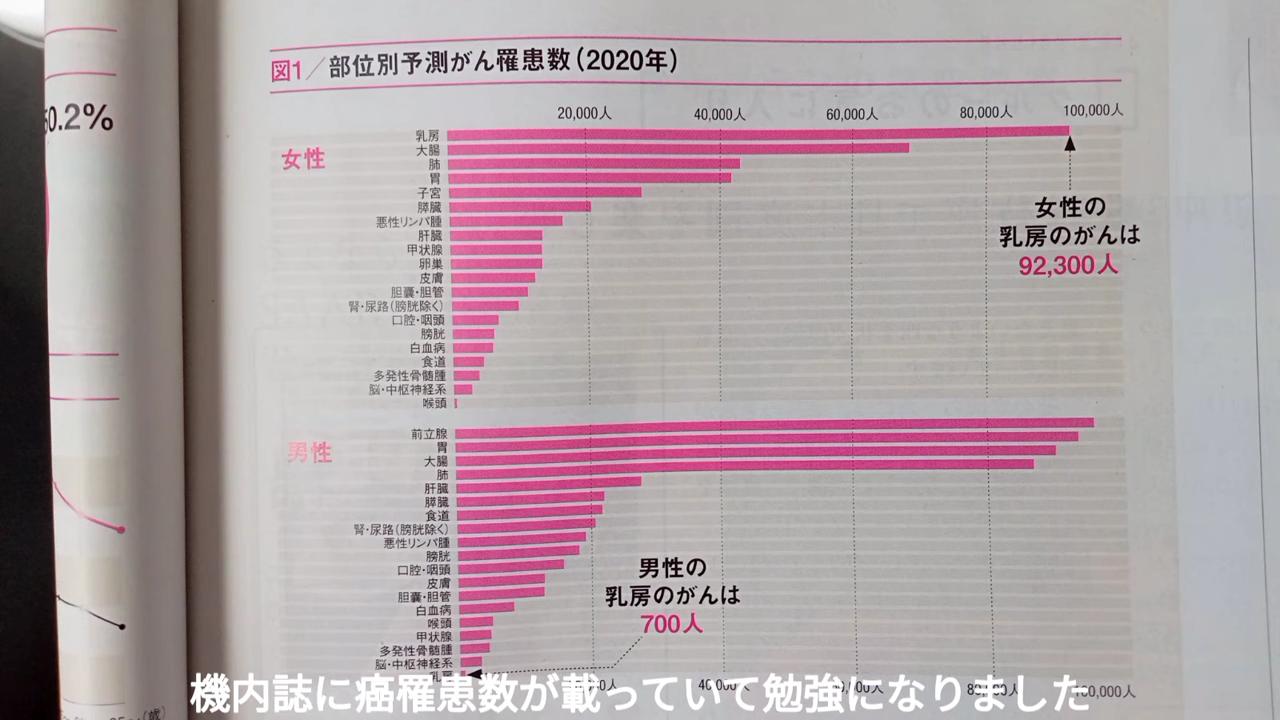 0.2%
図1/部位別予測がん罹患数(2020年)
20,000人 40,000人 60,000人 80,000人 100,000人
女性
乳房
大腸
肺
胃
子宮
膵臓
悪性リンパ腫
肝臓
甲状腺
卵巣
皮膚
胆嚢・胆管
腎・尿路(膀胱除く)
口腔・咽頭
膀胱
白血病
食道
多発性骨髄腫
脳・中枢神経系
喉頭
女性の
乳房のがんは
92,300人
男性
前立腺
胃
大腸
肺
肝臓
膵臓
食道
腎・尿路(膀胱除く)
悪性リンパ腫
膀胱
口腔・咽頭
皮膚
胆嚢・胆管
白血病
喉頭
甲状腺
多発性骨髄腫
脳・中枢神経系
乳房
男性の
乳房のがんは
700人
100,000人
機内誌に癌罹患数が載っていて勉強になりました